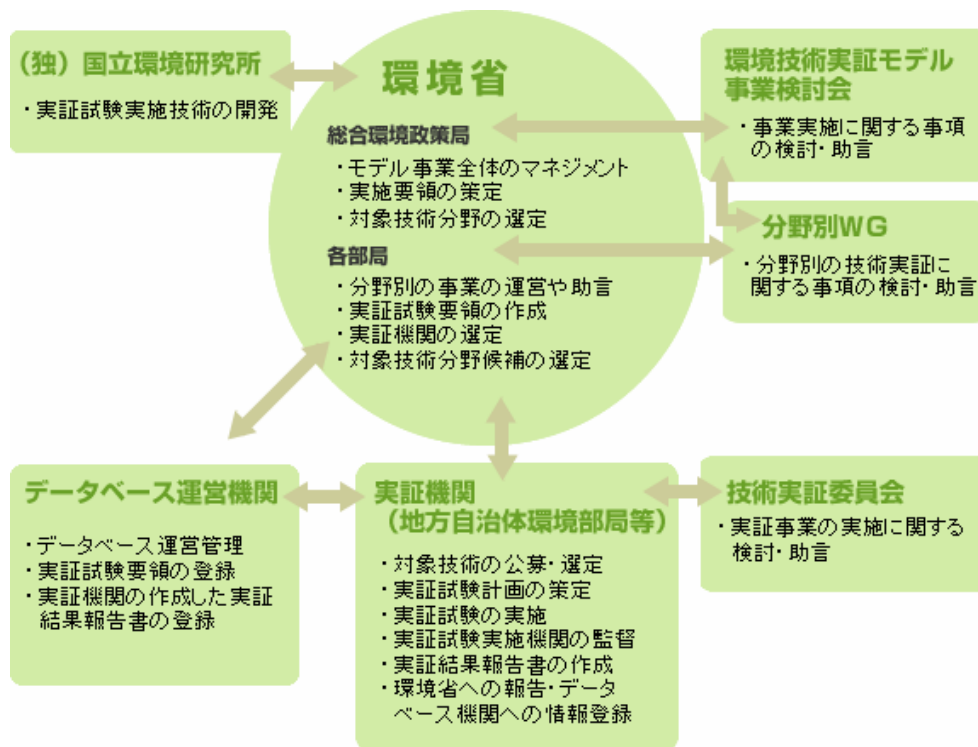 （独）国立環境研究所
・実証試験実施技術の開発
環境省
総合環境政策局
・モデル事業全体のマネジメント
・実施要領の策定
・対象技術分野の選定
各部局
・分野別の事業の運営や助言
・実証試験要領の作成
・実証機関の選定
・対象技術分野候補の選定
環境技術実証モデル
事業検討会
・事業実施に関する事項
の検討・助言
分野別WG
・分野別の技術実証に
関する事項の検討・助言
データベース運営機関
・データベース運営管理
・実証試験要領の登録
・実証機関の作成した実証
結果報告書の登録
実証機関
（地方自治体環境部局等）
・対象技術の公募・選定
・実証試験計画の策定
・実証試験の実施
・実証試験実施機関の監督
・実証結果報告書の作成
・環境省への報告・データ
ベース機関への情報登録
技術実証委員会
・実証事業の実施に関する
検討・助言